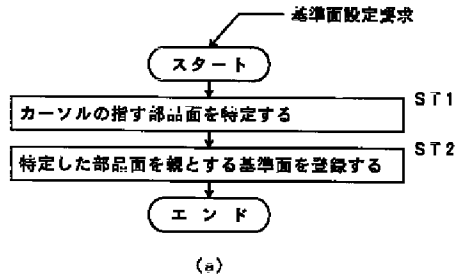 基準面設定要求
スタート
カーソルの指す部品面を特定する
ST1
特定した部品面を親とする基準面を登録する
ST2
エンド
(a)